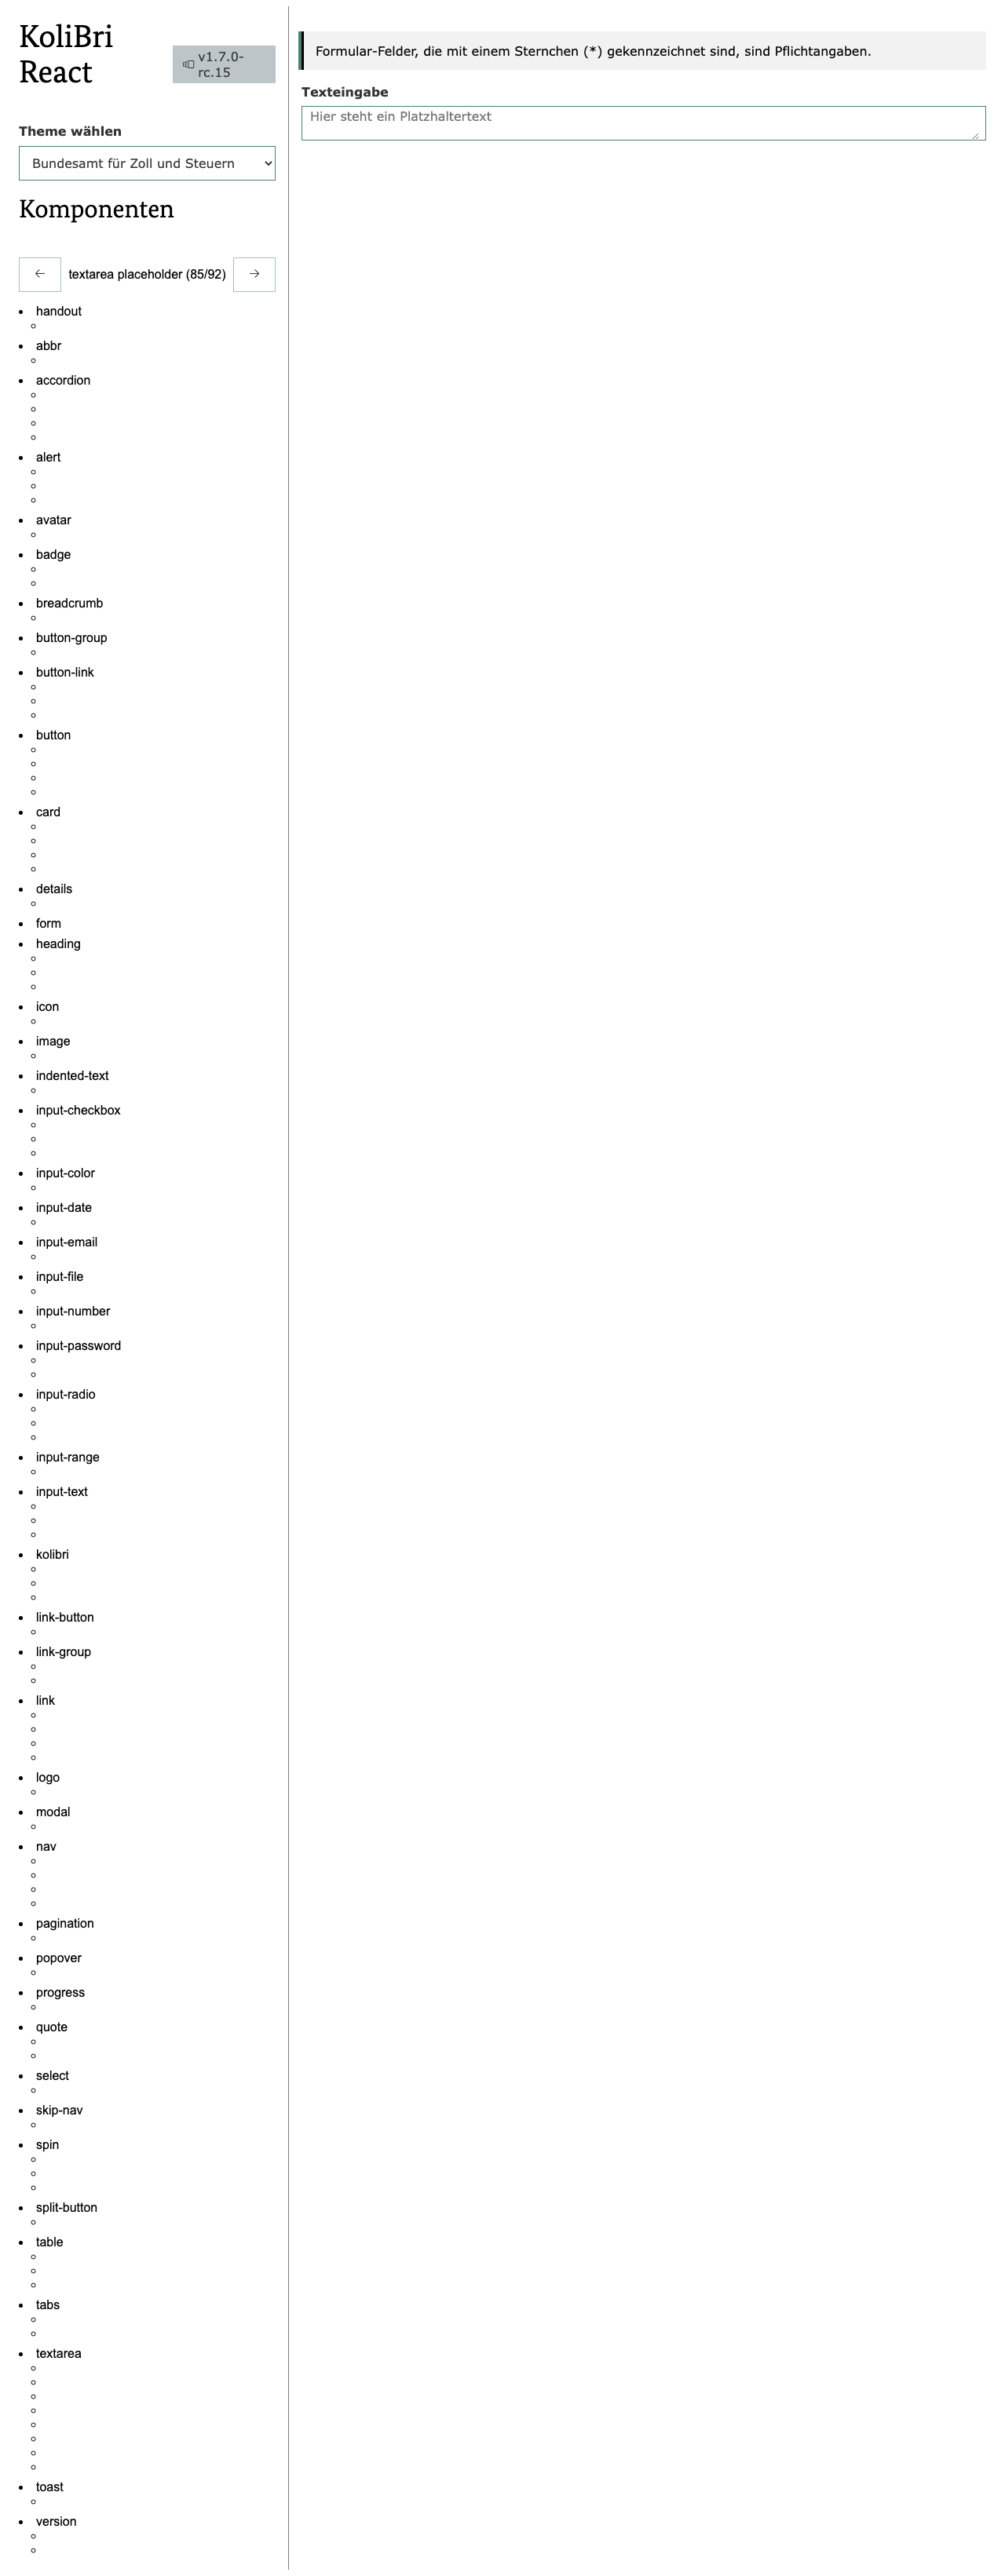 KoliBri
React
v1.7.0-
rc.15
Theme wählen
Bundesamt für Zoll und Steuern
Komponenten
textarea placeholder (85/92)
handout
abbr
accordion
alert
avatar
badge
breadcrumb
button-group
button-link
button
card
details
form
heading
icon
image
indented-text
input-checkbox
input-color
input-date
input-email
input-file
input-number
input-password
input-radio
input-range
input-text
kolibri
link-button
link-group
link
logo
modal
nav
pagination
popover
progress
quote
select
skip-nav
spin
split-button
table
tabs
textarea
toast
version
Formular-Felder, die mit einem Sternchen (*) gekennzeichnet sind, sind Pflichtangaben.
Texteingabe
Hier steht ein Platzhaltertext